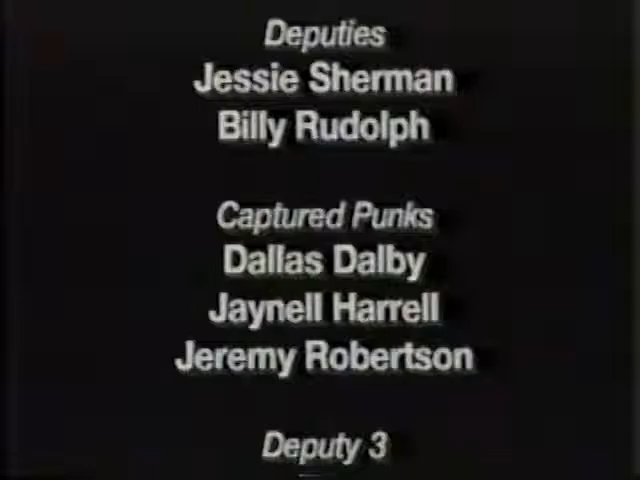 Deputies
Jessie Sherman
Billy Rudolph
Captured Punks
Dallas Dalby
Jaynell Harrell
Jeremy Robertson
Deputy 3